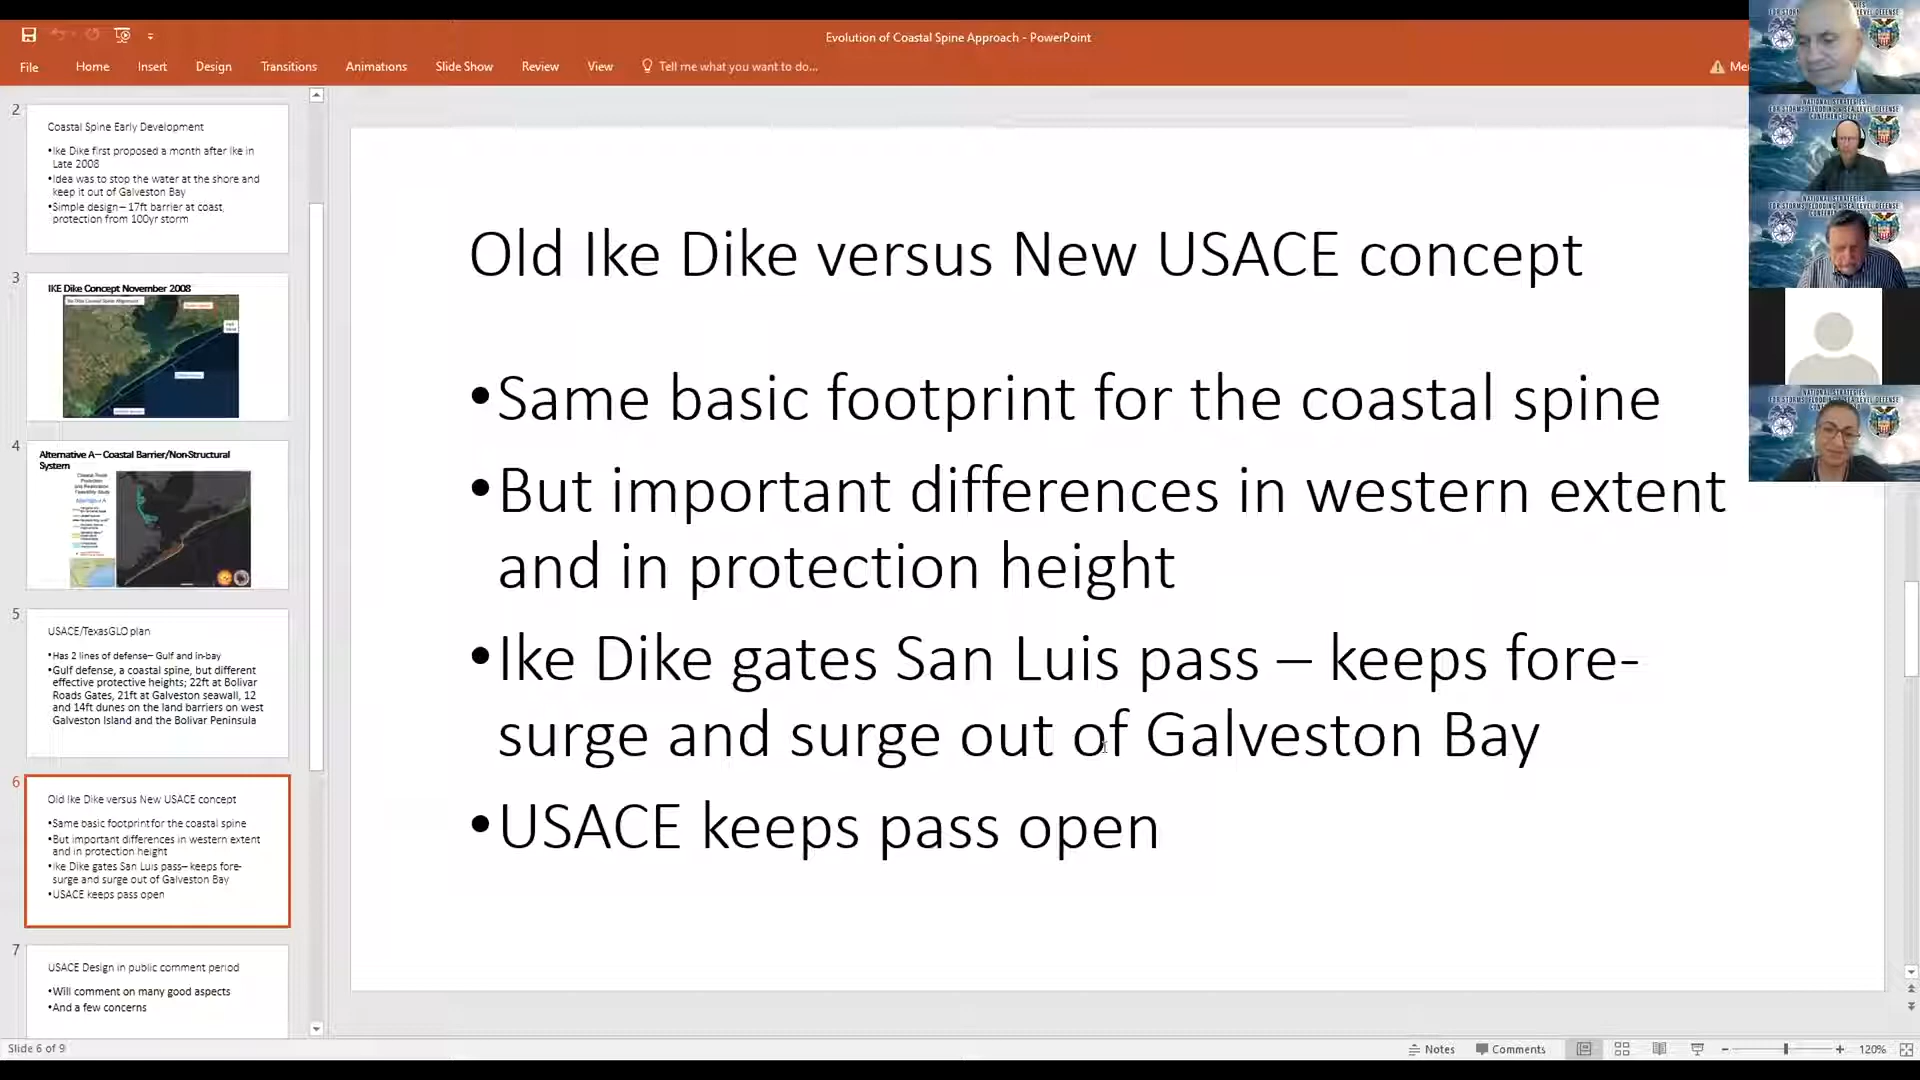 Evolution of Coastal Spine Approach - PowerPoint
File Home Insert Design Transitions Animations Slide Show Review View Tell me what you want to do...
2
Coastal Spine Early Development
•Ike Dike first proposed a month after Ike in
Late 2008
•Idea was to stop the water at the shore and
keep it out of Galveston Bay
•Simple design – 17ft barrier at coast,
protection from 100yr storm
3
IKE Dike Concept November 2008
4
Alternative A – Coastal Barrier/Non-Structural
System
5
USACE/TexasGLO plan
•Has 2 lines of defense – Gulf and in-bay
•Gulf defense, a coastal spine, but different
effective protective heights; 22ft at Bolivar
Roads Gates, 21ft at Galveston seawall, 12
and 14ft dunes on the land barriers on west
Galveston Island and the Bolivar Peninsula
6
Old Ike Dike versus New USACE concept
•Same basic footprint for the coastal spine
•But important differences in western extent
and in protection height
•Ike Dike gates San Luis pass – keeps fore-
surge and surge out of Galveston Bay
•USACE keeps pass open
7
USACE Design in public comment period
•Will comment on many good aspects
•And a few concerns
Old Ike Dike versus New USACE concept
•Same basic footprint for the coastal spine
•But important differences in western extent
and in protection height
•Ike Dike gates San Luis pass – keeps fore-
surge and surge out of Galveston Bay
•USACE keeps pass open
NATIONAL STRATEGIES
FOR STORMS, FLOODING & SEA LEVEL DEFENSE
CONFERENCE 2020
Slide 6 of 9
Notes Comments 120%